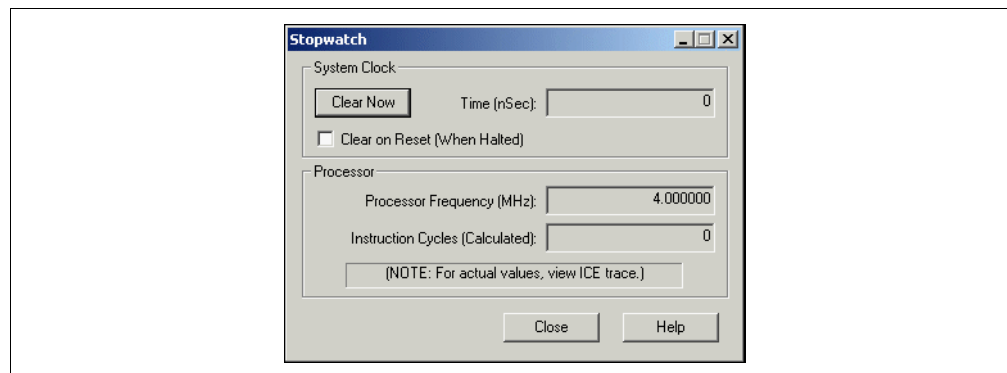 Stopwatch
System Clock
Clear Now
Time (nSec):
0
Clear on Reset (When Halted)
Processor
Processor Frequency (MHz):
4.000000
Instruction Cycles (Calculated):
0
(NOTE: For actual values, view ICE trace.)
Close
Help